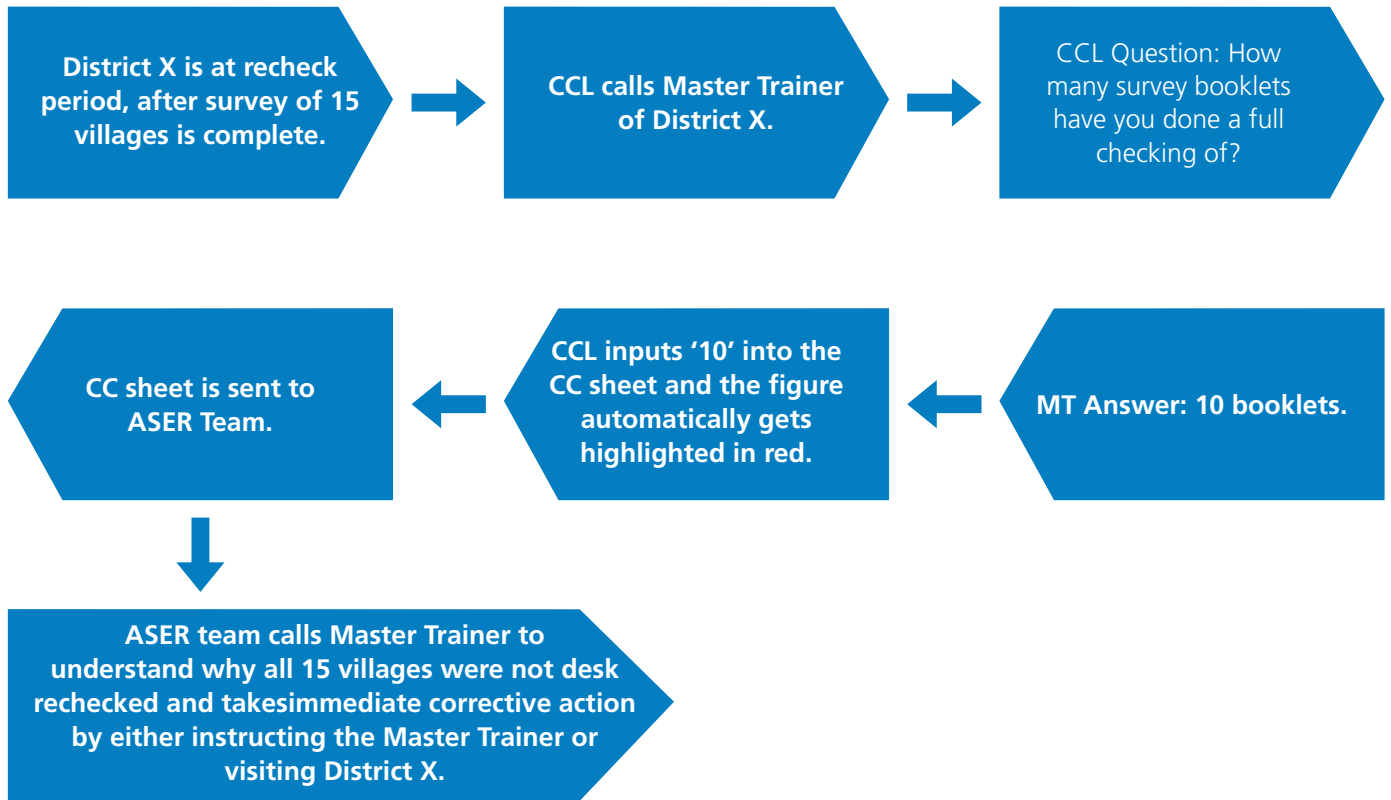 District X is at recheck
period, after survey of 15
villages is complete.
CCL calls Master Trainer
of District X.
CCL Question: How
many survey booklets
have you done a full
checking of?
MT Answer: 10 booklets.
CCL inputs ‘10’ into the
CC sheet and the figure
automatically gets
highlighted in red.
CC sheet is sent to
ASER Team.
ASER team calls Master Trainer to
understand why all 15 villages were not desk
rechecked and takesimmediate corrective action
by either instructing the Master Trainer or
visiting District X.